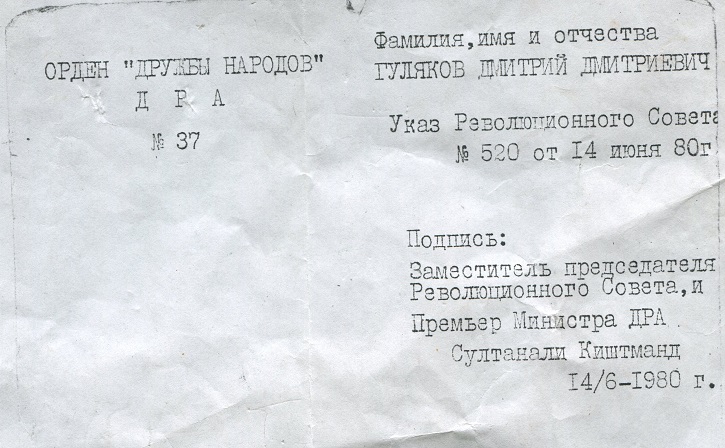 ОРДЕН "ДРУЖБЫ НАРОДОВ"
Д Р А
№ 37
Фамилия,имя и отчества
ГУЛЯКОВ ДМИТРИЙ ДМИТРИЕВИЧ
Указ Революционного Совета
№ 520 от 14 июня 80г
Подпись:
Заместитель председателя
Революционного Совета,и
Премьер Министра ДРА
Султанали Киштманд
14/6-1980 г.